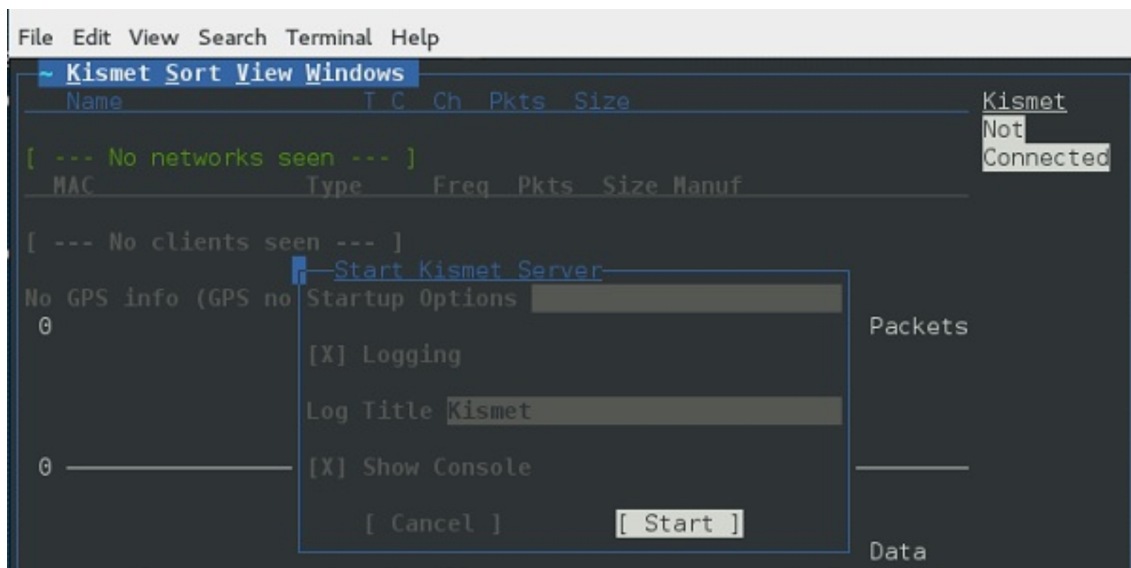 File Edit View Search Terminal Help
~ Kismet Sort View Windows
Name T C Ch Pkts Size
Kismet
Not
Connected
[ --- No networks seen --- ]
MAC Type Freq Pkts Size Manuf
[ --- No clients seen --- ]
Start Kismet Server
No GPS info (GPS no
Startup Options
0
Packets
[X] Logging
Log Title Kismet
0
[X] Show Console
[ Cancel ] [ Start ]
Data